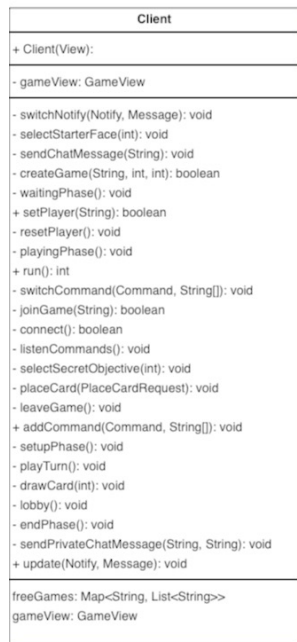 Client
+ Client(View):
- gameView: GameView
- switchNotify(Notify, Message): void
- selectStarterFace(int): void
- sendChatMessage(String): void
- createGame(String, int, int): boolean
- waitingPhase(): void
+ setPlayer(String): boolean
- resetPlayer(): void
- playingPhase(): void
+ run(): int
- switchCommand(Command, String[]): void
- joinGame(String): boolean
- connect(): boolean
- listenCommands(): void
- selectSecretObjective(int): void
- placeCard(PlaceCardRequest): void
- leaveGame(): void
+ addCommand(Command, String[]): void
- setupPhase(): void
- playTurn(): void
- drawCard(int): void
- lobby(): void
- endPhase(): void
- sendPrivateChatMessage(String, String): void
+ update(Notify, Message): void
freeGames: Map<String, List<String>>
gameView: GameView